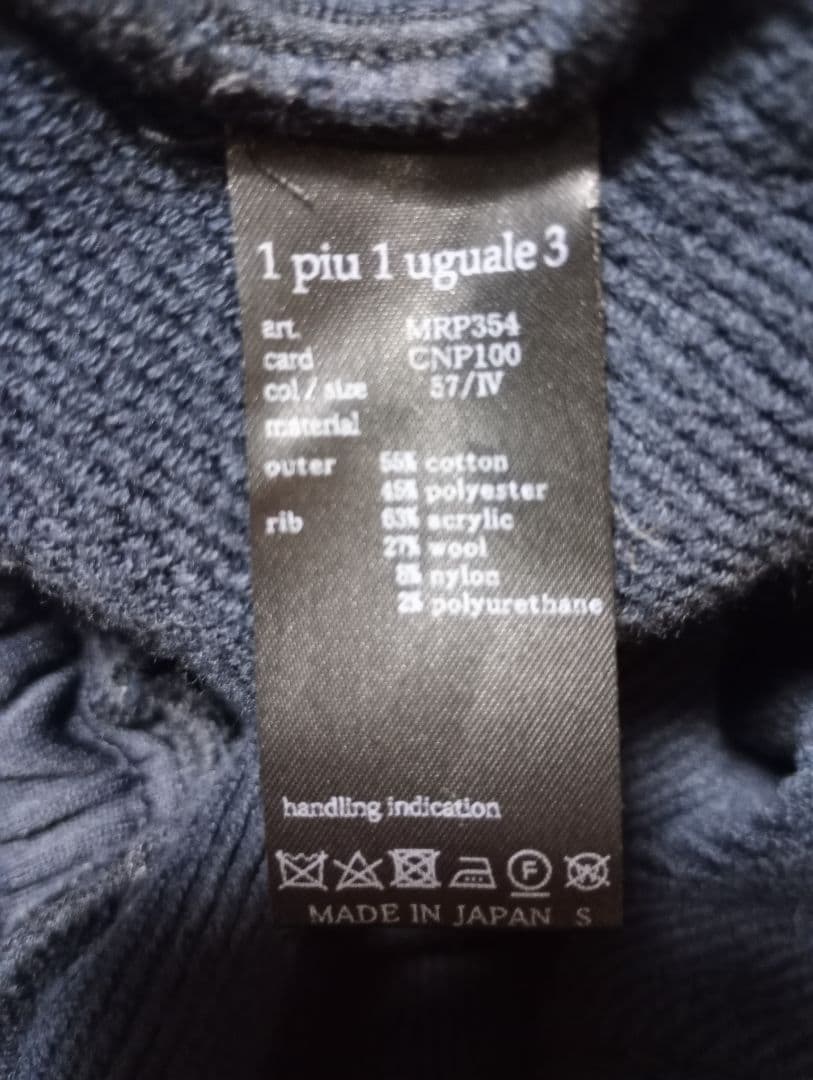 1 piu 1 uguale 3
art. MRP354
card CNP100
col / size 57/IV
material
outer 55% cotton
45% polyester
rib 63% acrylic
27% wool
8% nylon
2% polyurethane
handling indication
F W
MADE IN JAPAN S